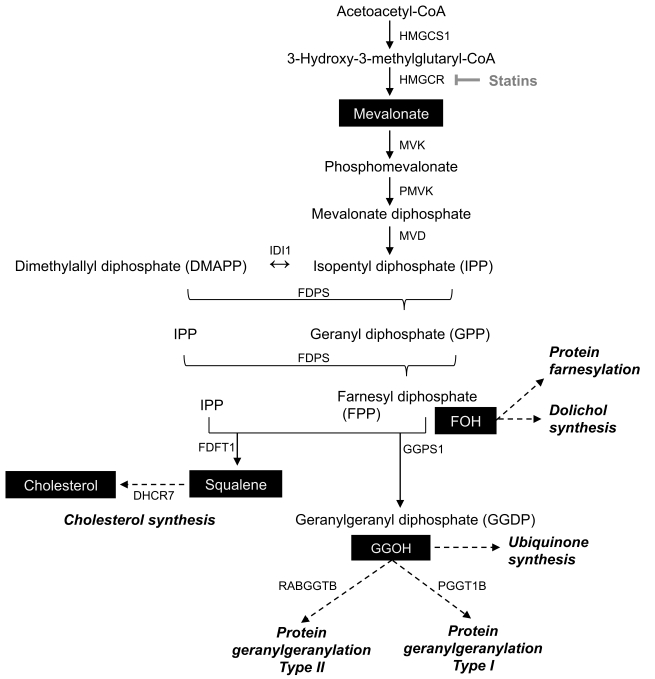 Acetoacetyl-CoA
HMGCS1
3-Hydroxy-3-methylglutaryl-CoA
HMGCR
Statins
Mevalonate
MVK
Phosphomevalonate
PMVK
Mevalonate diphosphate
MVD
IDI1
Dimethylallyl diphosphate (DMAPP)
Isopentyl diphosphate (IPP)
FDPS
IPP
Geranyl diphosphate (GPP)
FDPS
Protein
farnesylation
Farnesyl diphosphate
(FPP)
IPP
FOH
Dolichol
synthesis
FDFT1
GGPS1
Cholesterol
DHCR7
Squalene
Cholesterol synthesis
Geranylgeranyl diphosphate (GGDP)
GGOH
Ubiquinone
synthesis
RABGGTB
PGGT1B
Protein
geranylgeranylation
Type II
Protein
geranylgeranylation
Type I